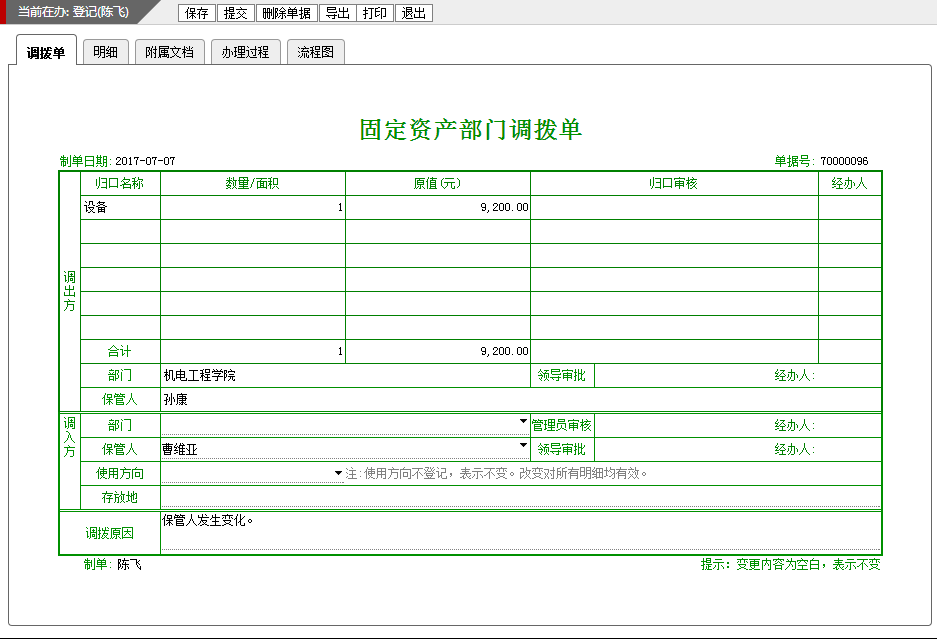 当前在办: 登记(陈飞) 保存 提交 删除单据 导出 打印 退出
调拨单 明细 附属文档 办理过程 流程图
固定资产部门调拨单
制单日期: 2017-07-07 单据号: 70000096
归口名称 数量/面积 原值(元) 归口审核 经办人
设备 1 9,200.00
调出方
合计 1 9,200.00
部门 机电工程学院 领导审批 经办人:
保管人 孙康
调入方
部门 管理员审核 经办人:
保管人 曹维亚 领导审批 经办人:
使用方向 注:使用方向不登记，表示不变。改变对所有明细均有效。
存放地
调拨原因 保管人发生变化。
制单: 陈飞 提示: 变更内容为空白，表示不变